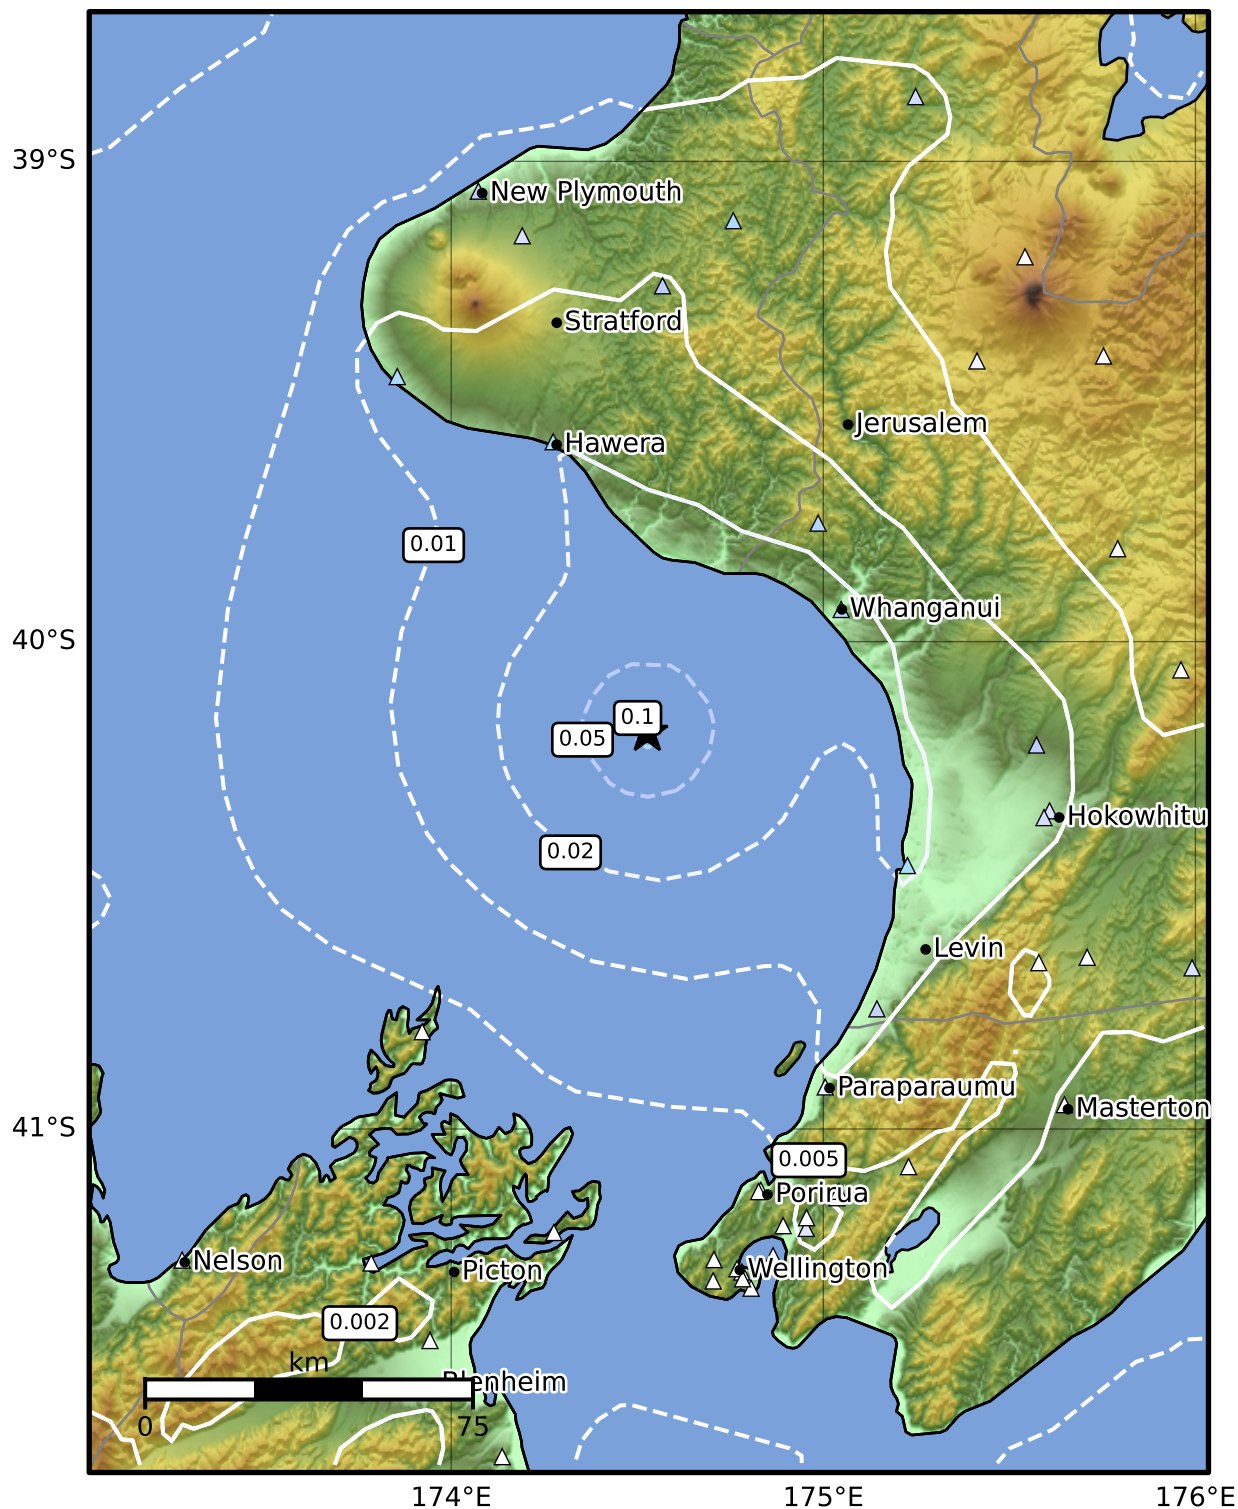 39°S
New Plymouth
Stratford
Jerusalem
Hawera
0.01
Whanganui
40°S
0.1
0.05
Hokowhitu
0.02
Levin
Paraparaumu
Masterton
41°S
0.005
Porirua
Nelson
Picton
Wellington
0.002
km
Blenheim
0 75
174°E 175°E 176°E